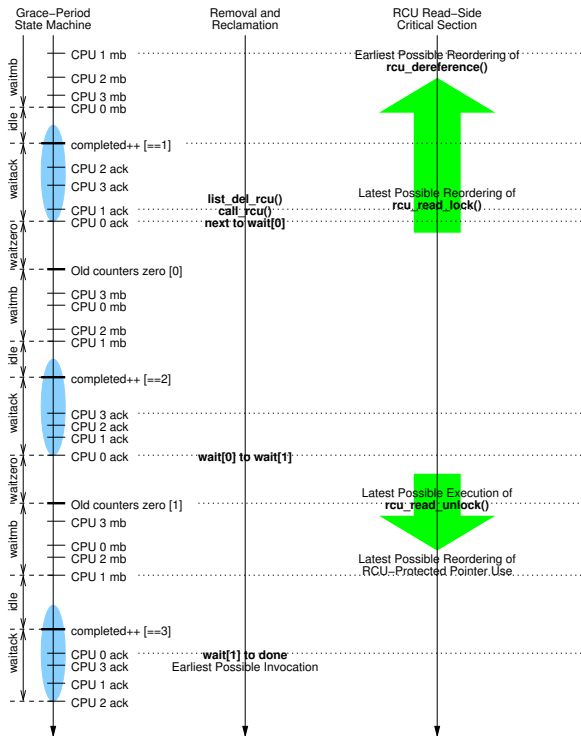 Grace−Period
State Machine
Removal and
Reclamation
RCU Read−Side
Critical Section
waitmb
CPU 1 mb
Earliest Possible Reordering of
rcu_dereference()
CPU 2 mb
CPU 3 mb
CPU 0 mb
idle
completed++ [==1]
waitack
CPU 2 ack
CPU 3 ack
list_del_rcu()
Latest Possible Reordering of
rcu_read_lock()
CPU 1 ack
call_rcu()
CPU 0 ack
next to wait[0]
waitzero
Old counters zero [0]
waitmb
CPU 3 mb
CPU 0 mb
CPU 2 mb
CPU 1 mb
idle
completed++ [==2]
waitack
CPU 3 ack
CPU 2 ack
CPU 1 ack
CPU 0 ack
wait[0] to wait[1]
waitzero
Latest Possible Execution of
rcu_read_unlock()
Old counters zero [1]
waitmb
CPU 3 mb
CPU 0 mb
CPU 2 mb
Latest Possible Reordering of
RCU−Protected Pointer Use
CPU 1 mb
idle
completed++ [==3]
waitack
CPU 0 ack
wait[1] to done
CPU 3 ack
Earliest Possible Invocation
CPU 1 ack
CPU 2 ack